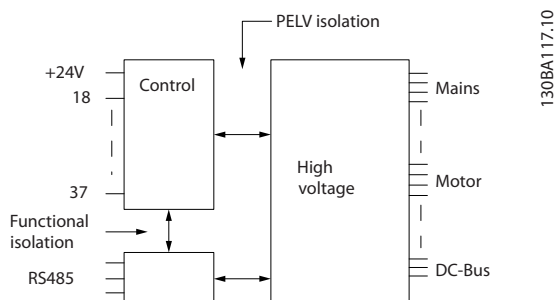 PELV isolation
130BA117.10
+24V
Control
Mains
18
High
voltage
37
Motor
Functional
isolation
RS485
DC-Bus